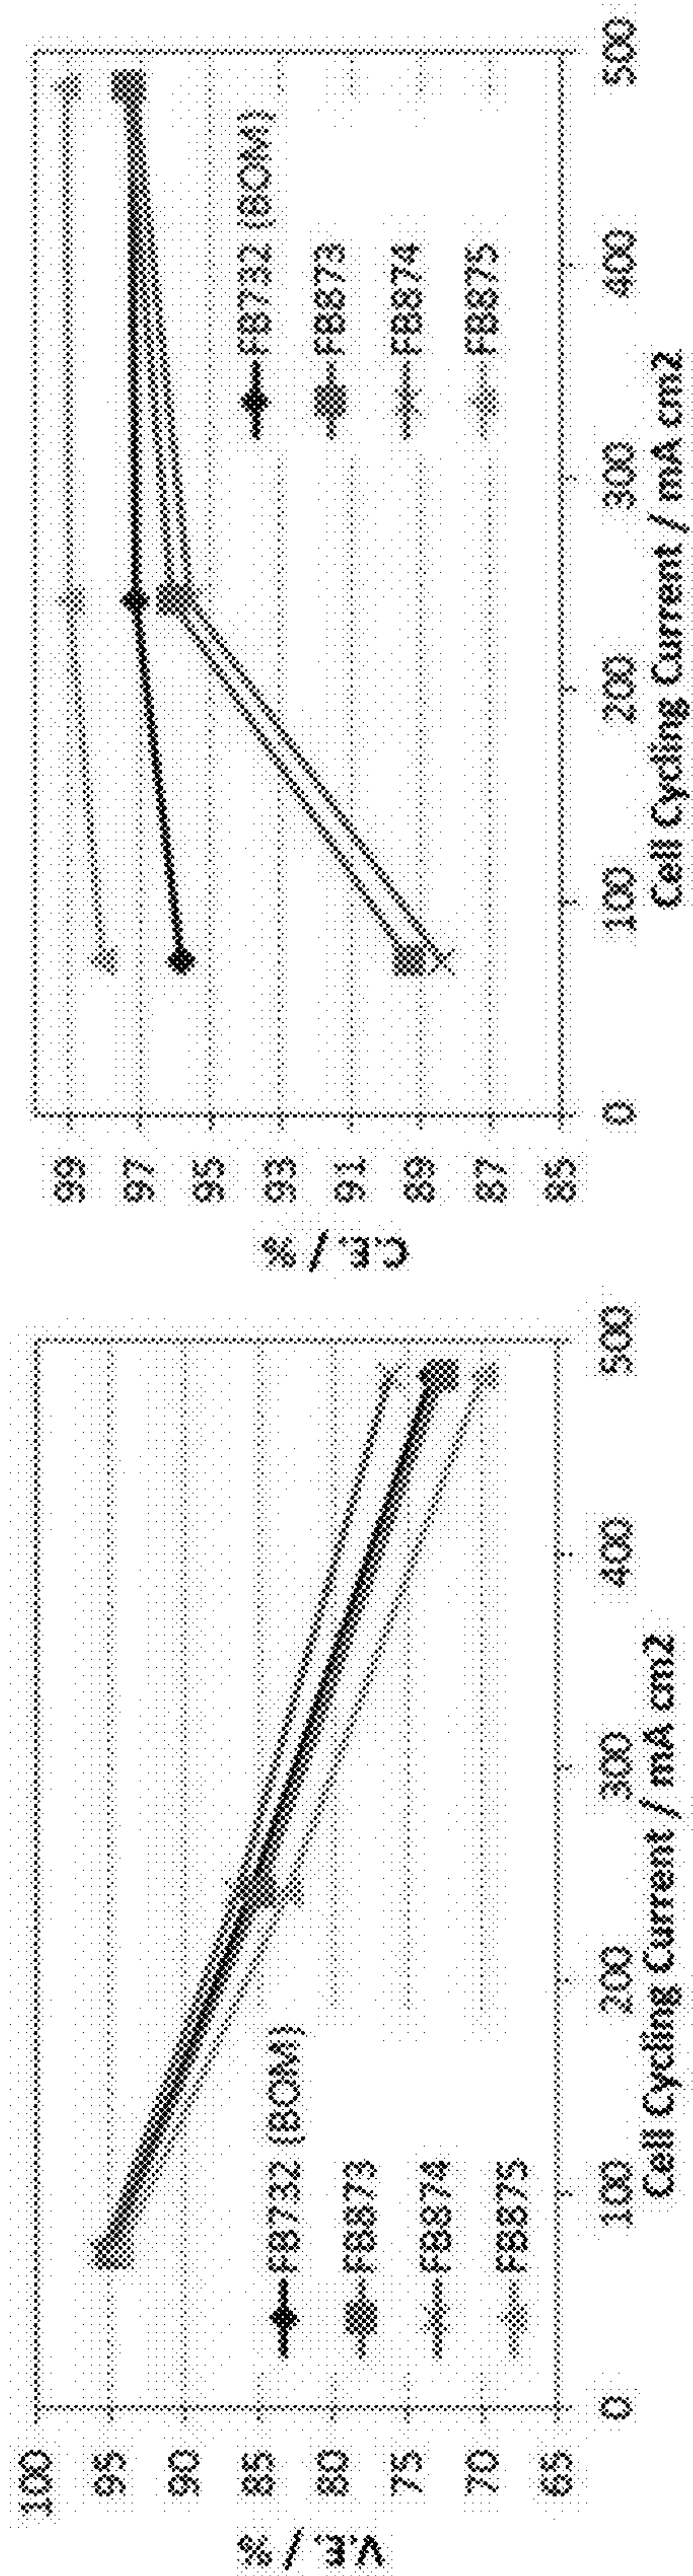 V.E. / %
100
95
90
85
80
75
70
65
FB732 (BOM)
FB873
FB874
FB875
0
100
200
300
400
500
Cell Cycling Current / mA cm2
C.E. / %
99
97
95
93
91
89
87
85
FB732 (BOM)
FB873
FB874
FB875
0
100
200
300
400
500
Cell Cycling Current / mA cm2